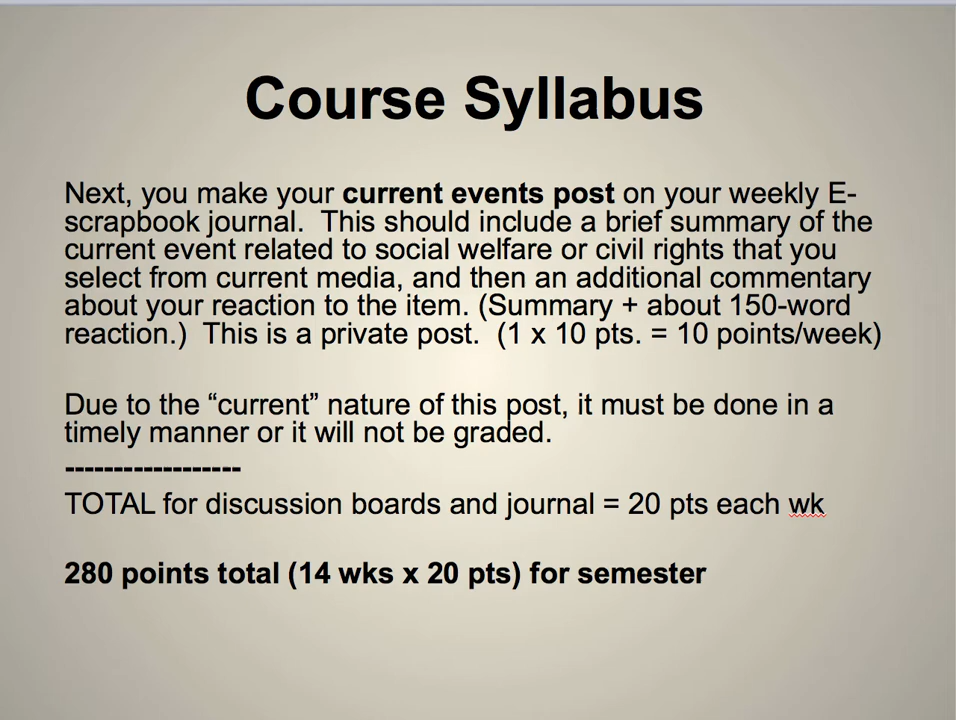 Course Syllabus
Next, you make your current events post on your weekly E-
scrapbook journal.  This should include a brief summary of the
current event related to social welfare or civil rights that you
select from current media, and then an additional commentary
about your reaction to the item. (Summary + about 150-word
reaction.)  This is a private post.  (1 x 10 pts. = 10 points/week)
Due to the “current” nature of this post, it must be done in a
timely manner or it will not be graded.
------------------
TOTAL for discussion boards and journal = 20 pts each wk
280 points total (14 wks x 20 pts) for semester